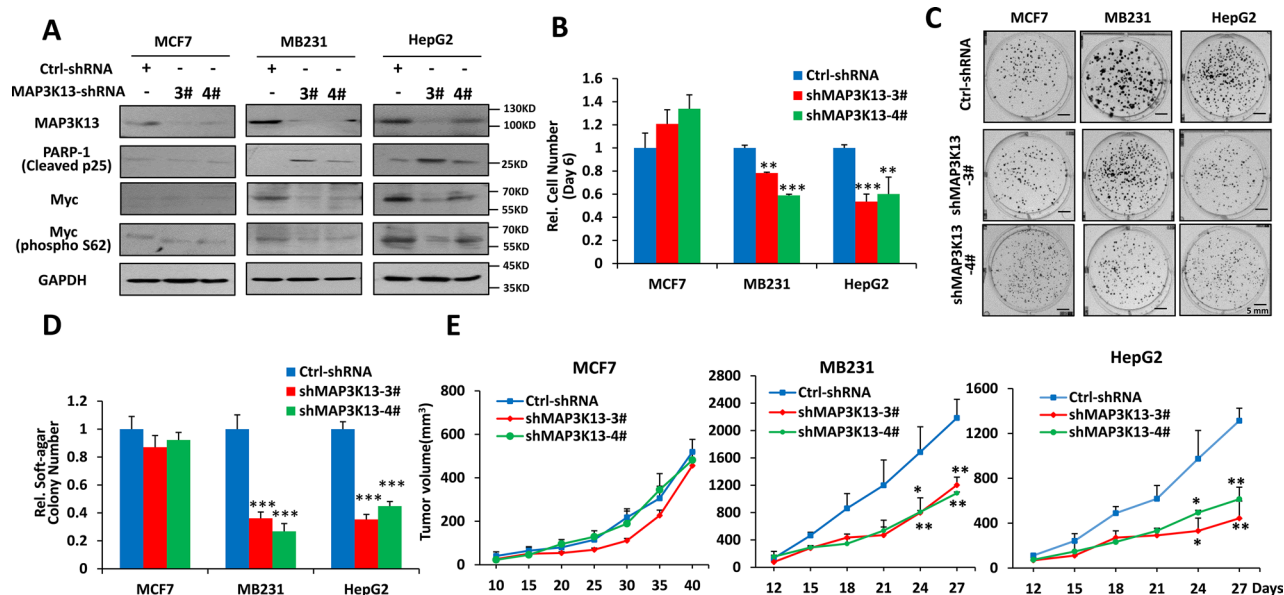 A
MCF7 MB231 HepG2
Ctrl-shRNA + - - + - - + - -
MAP3K13-shRNA - 3# 4# - 3# 4# - 3# 4#
MAP3K13
130KD
100KD
PARP-1
(Cleaved p25)
25KD
Myc
70KD
55KD
Myc
(phospho S62)
70KD
55KD
GAPDH
45KD
35KD
B
Ctrl-shRNA
shMAP3K13-3#
shMAP3K13-4#
Rel. Cell Number
(Day 6)
1.6
1.4
1.2
1
0.8
0.6
0.4
0.2
0
** *** *** **
MCF7 MB231 HepG2
C
MCF7 MB231 HepG2
Ctrl-shRNA
shMAP3K13
-3#
shMAP3K13
-4#
5 mm
D
Ctrl-shRNA
shMAP3K13-3#
shMAP3K13-4#
Rel. Soft-agar
Colony Number
1.2
1
0.8
0.6
0.4
0.2
0
*** *** *** ***
MCF7 MB231 HepG2
E
MCF7
Ctrl-shRNA
shMAP3K13-3#
shMAP3K13-4#
Tumor volume(mm³)
800
600
400
200
0
10 15 20 25 30 35 40
MB231
Ctrl-shRNA
shMAP3K13-3#
shMAP3K13-4#
2800
2400
2000
1600
1200
800
400
0
* ** ** **
12 15 18 21 24 27
HepG2
Ctrl-shRNA
shMAP3K13-3#
shMAP3K13-4#
1600
1200
800
400
0
* * ** **
12 15 18 21 24 27 Days